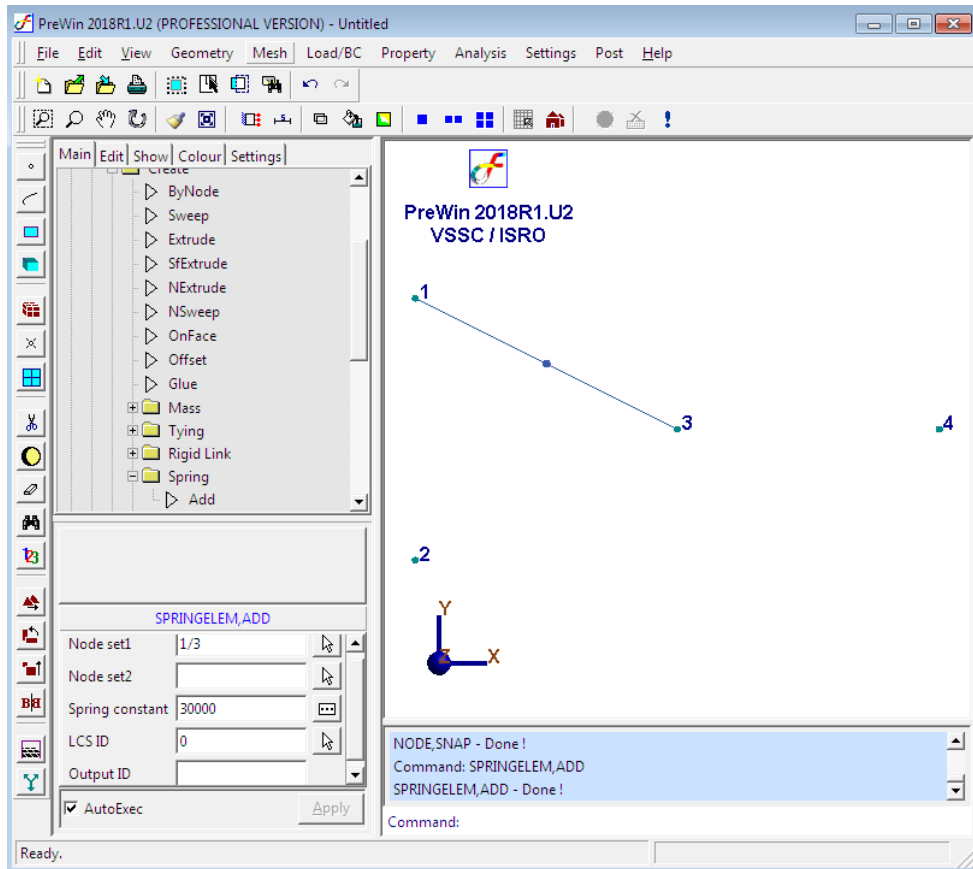 PreWin 2018R1.U2 (PROFESSIONAL VERSION) - Untitled
File Edit View Geometry Mesh Load/BC Property Analysis Settings Post Help
Main Edit Show Colour Settings
Create
ByNode
Sweep
Extrude
SfExtrude
NExtrude
NSweep
OnFace
Offset
Glue
Mass
Tying
Rigid Link
Spring
Add
SPRINGELEM,ADD
Node set1 1/3
Node set2
Spring constant 30000
LCS ID 0
Output ID
AutoExec Apply
PreWin 2018R1.U2
VSSC / ISRO
1
3
4
2
Y
Z X
NODE,SNAP - Done !
Command: SPRINGELEM,ADD
SPRINGELEM,ADD - Done !
Command:
Ready.